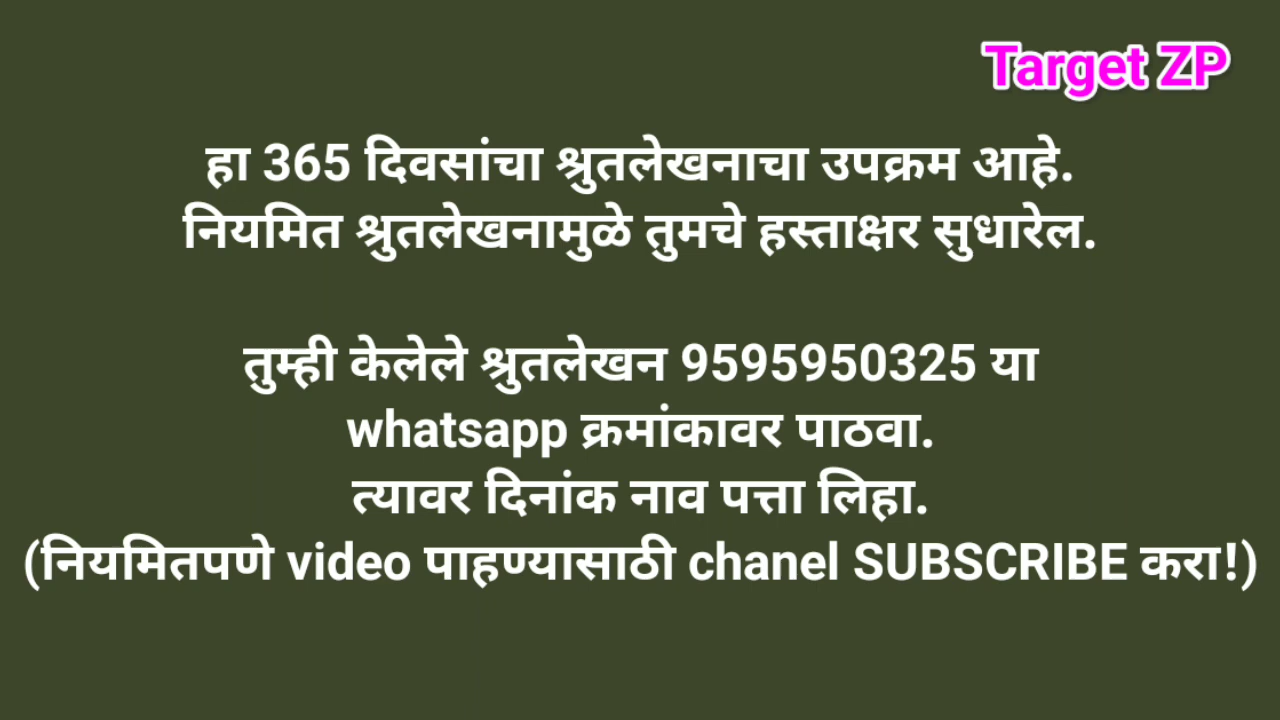 Target ZP
हा 365 दिवसांचा श्रुतलेखनाचा उपक्रम आहे.
नियमित श्रुतलेखनामुळे तुमचे हस्ताक्षर सुधारेल.
तुम्ही केलेले श्रुतलेखन 9595950325 या
whatsapp क्रमांकावर पाठवा.
त्यावर दिनांक नाव पत्ता लिहा.
(नियमितपणे video पाहण्यासाठी chanel SUBSCRIBE करा!)